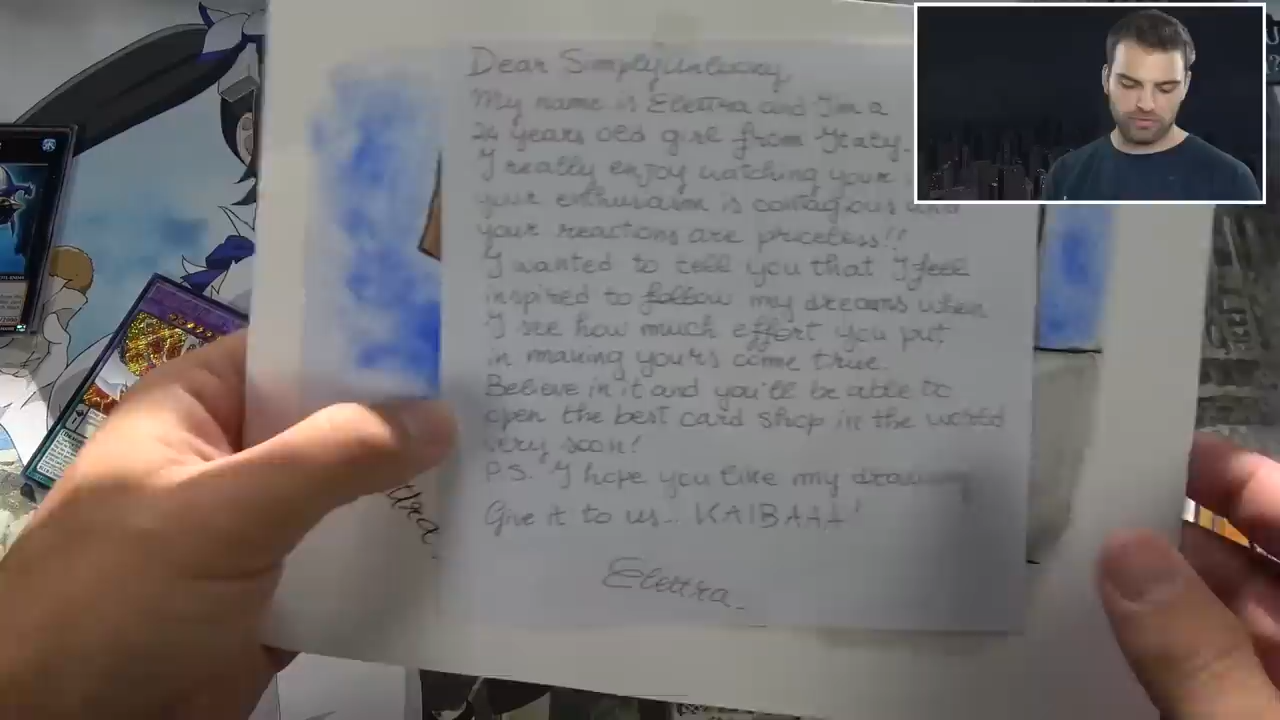 Dear SimplyUnlucky,
My name is Elettra and I'm a
24 years old girl from Italy.
I really enjoy watching your
your enthusiasm is contagious and
your reactions are priceless!!
I wanted to tell you that I feel
inspired to follow my dreams when
I see how much effort you put
in making yours come true.
Believe in it and you'll be able to
open the best card shop in the world
very soon!
P.S. I hope you like my drawing
Give it to us... KAIBAAA!
Elettra